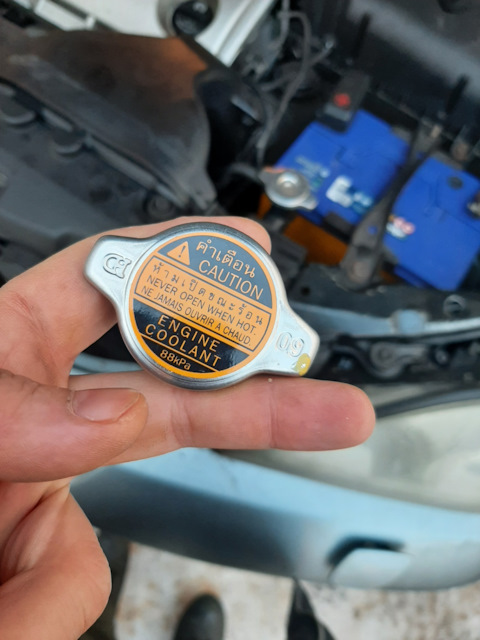 คำเตือน
CAUTION
ห้ามเปิดขณะร้อน
NEVER OPEN WHEN HOT.
NE JAMAIS OUVRIR A CHAUD.
ENGINE
COOLANT
88kPa